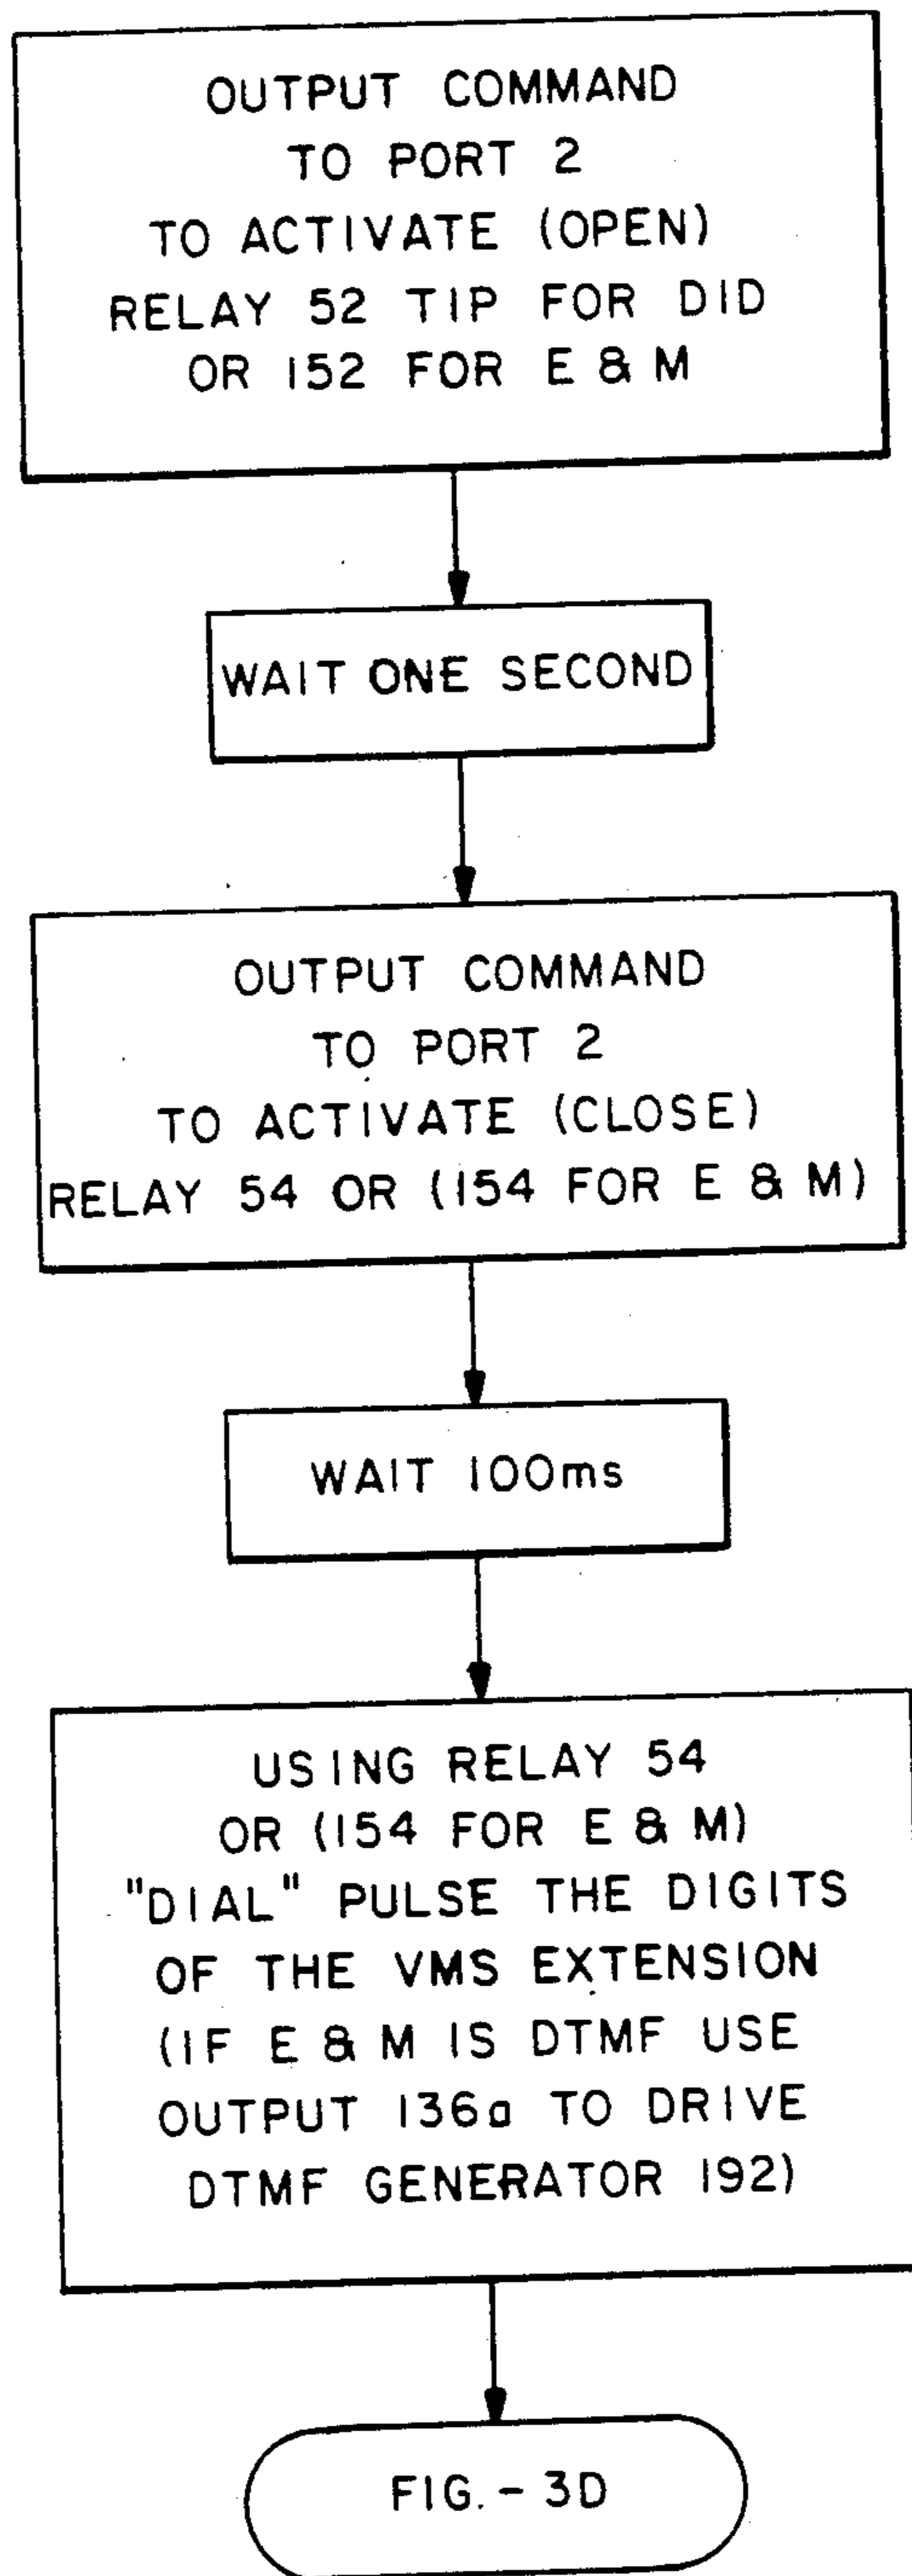 OUTPUT COMMAND
TO PORT 2
TO ACTIVATE (OPEN)
RELAY 52 TIP FOR DID
OR 152 FOR E & M
WAIT ONE SECOND
OUTPUT COMMAND
TO PORT 2
TO ACTIVATE (CLOSE)
RELAY 54 OR (154 FOR E & M)
WAIT 100ms
USING RELAY 54
OR (154 FOR E & M)
"DIAL" PULSE THE DIGITS
OF THE VMS EXTENSION
(IF E & M IS DTMF USE
OUTPUT 136a TO DRIVE
DTMF GENERATOR 192)
FIG.-3D